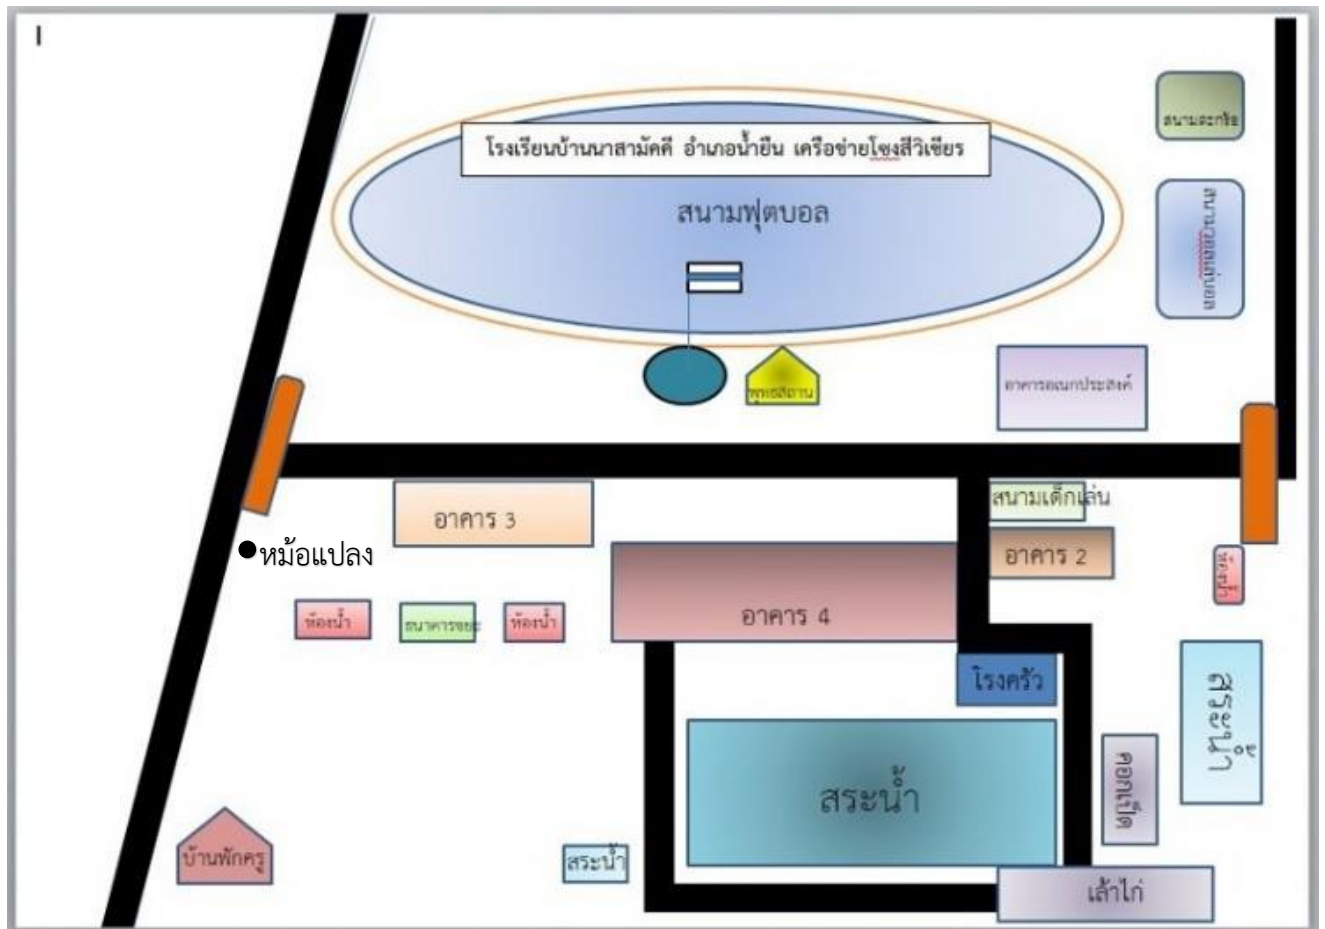 สนามตะกร้อ
โรงเรียนบ้านนาสามัคคี อำเภอน้ำยืน เครือข่ายโซงสีวิเชียร
สนามฟุตบอล
สนามวอลเล่บอล
พุทธสถาน
อาคารอเนกประสงค์
สนามเด็กเล่น
อาคาร 3
อาคาร 2
●หม้อแปลง
ห้องน้ำ
ห้องน้ำ
ธนาคารขยะ
ห้องน้ำ
อาคาร 4
โรงครัว
สระน้ำ
คอกเป็ด
สระน้ำ
บ้านพักครู
สระน้ำ
เล้าไก่